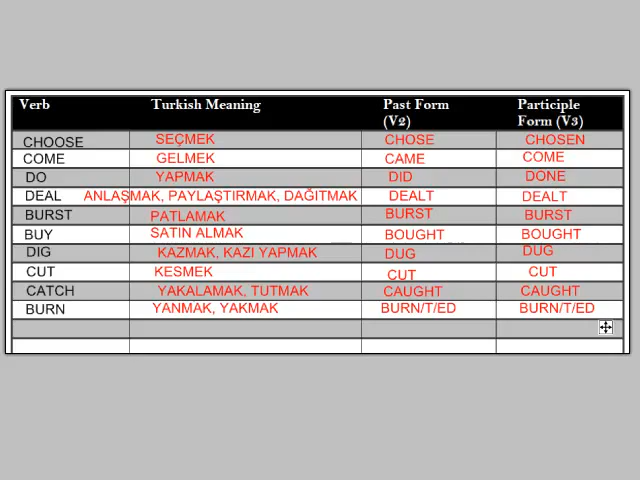 Verb Turkish Meaning Past Form (V2) Participle Form (V3)
CHOOSE SEÇMEK CHOSE CHOSEN
COME GELMEK CAME COME
DO YAPMAK DID DONE
DEAL ANLAŞMAK, PAYLAŞTIRMAK, DAĞITMAK DEALT DEALT
BURST PATLAMAK BURST BURST
BUY SATIN ALMAK BOUGHT BOUGHT
DIG KAZMAK, KAZI YAPMAK DUG DUG
CUT KESMEK CUT CUT
CATCH YAKALAMAK, TUTMAK CAUGHT CAUGHT
BURN YANMAK, YAKMAK BURN/T/ED BURN/T/ED